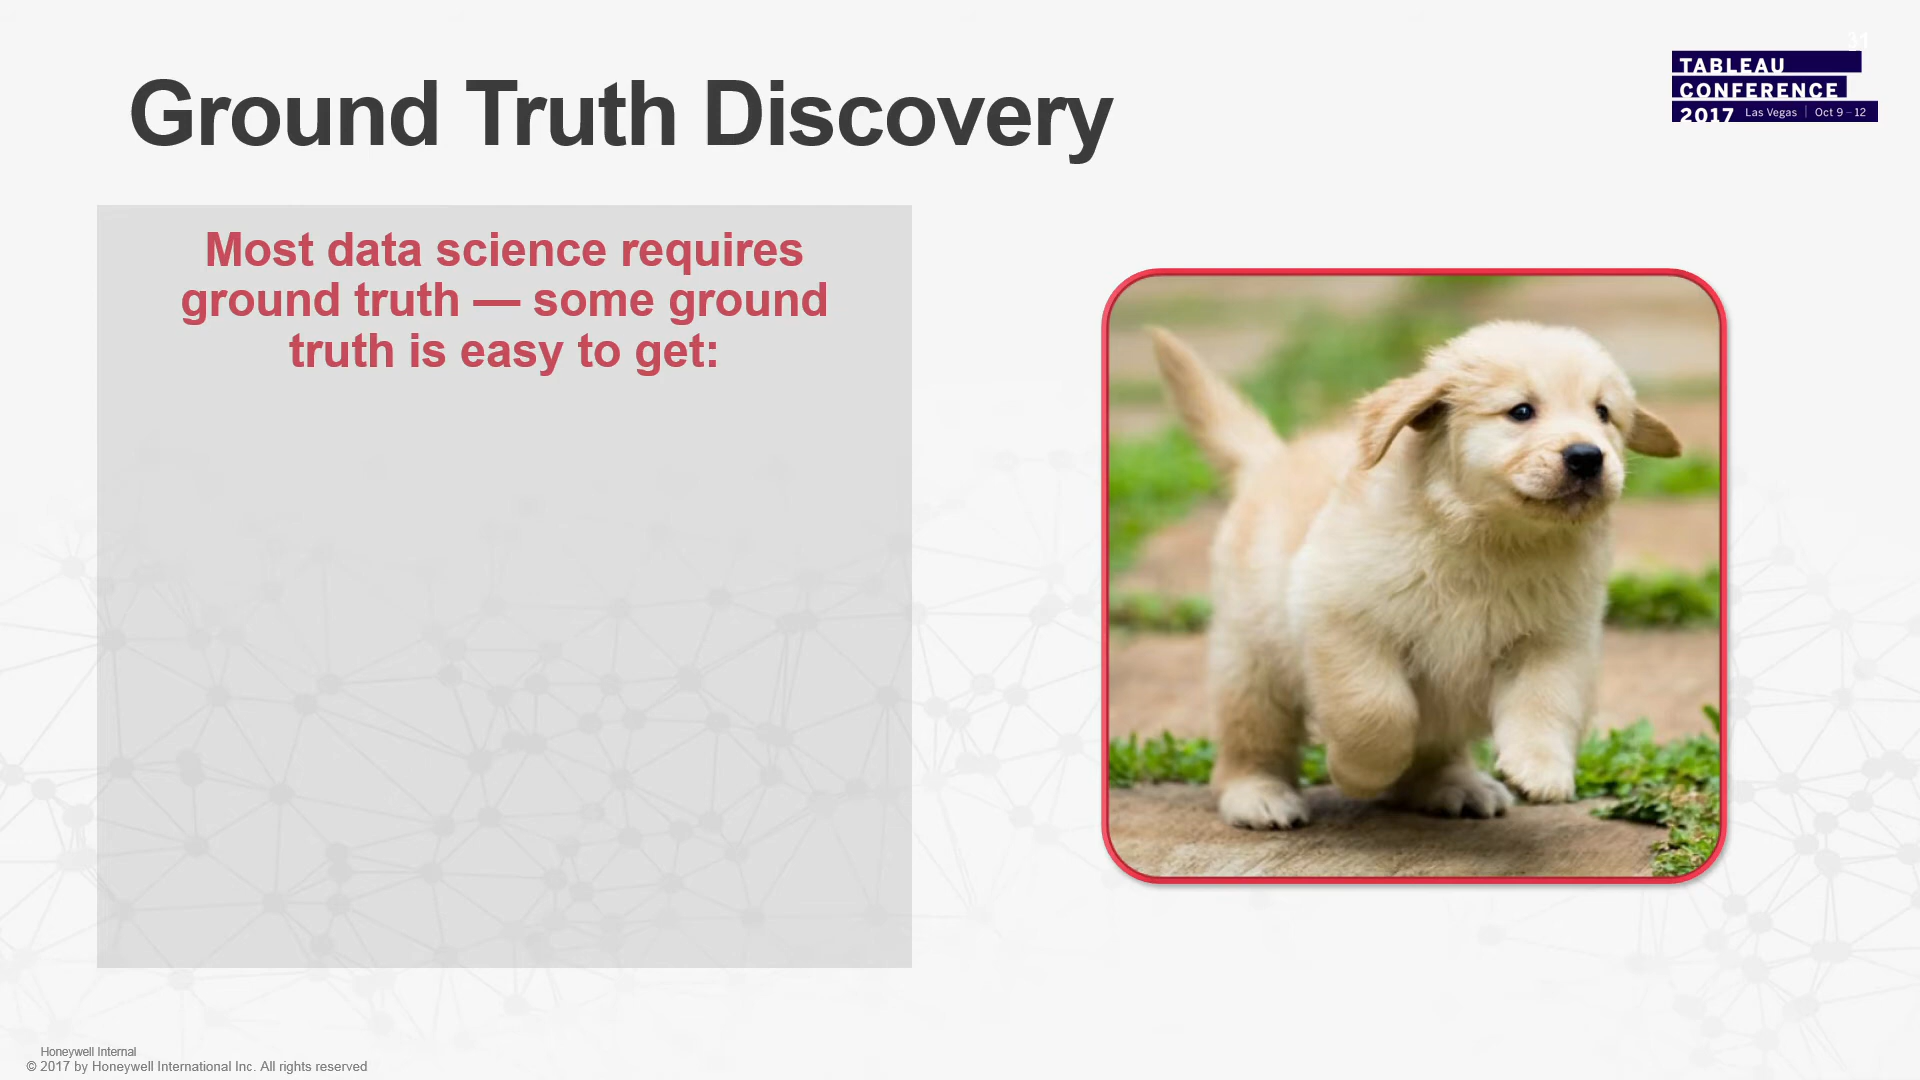 31
Ground Truth Discovery
TABLEAU
CONFERENCE
2017 Las Vegas | Oct 9 – 12
Most data science requires
ground truth — some ground
truth is easy to get:
Honeywell Internal
© 2017 by Honeywell International Inc. All rights reserved